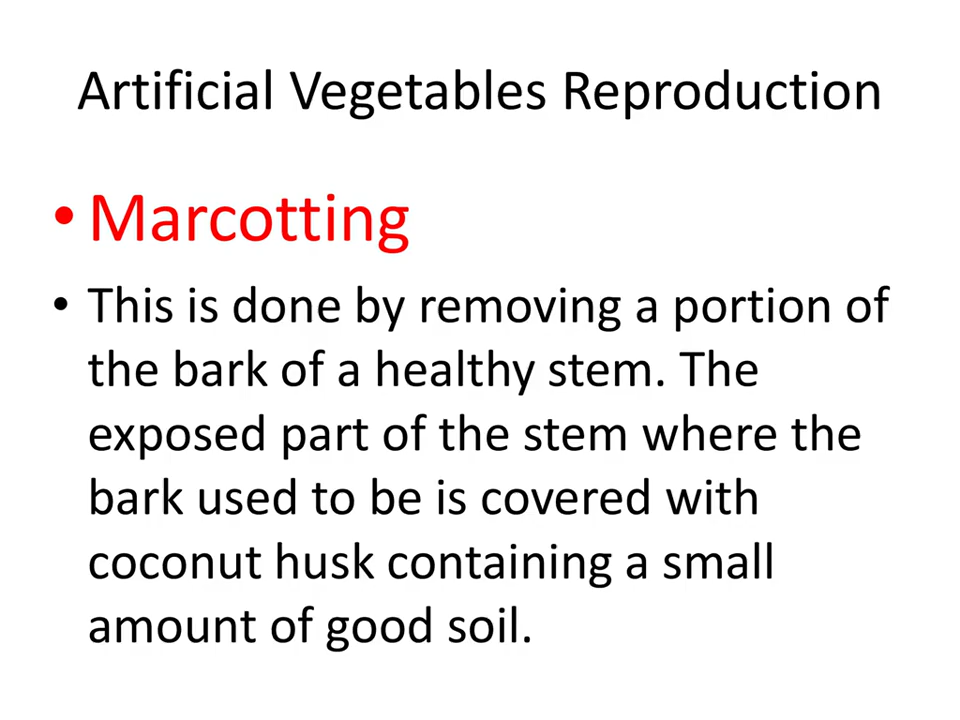 Artificial Vegetables Reproduction
• Marcotting
• This is done by removing a portion of
the bark of a healthy stem. The
exposed part of the stem where the
bark used to be is covered with
coconut husk containing a small
amount of good soil.